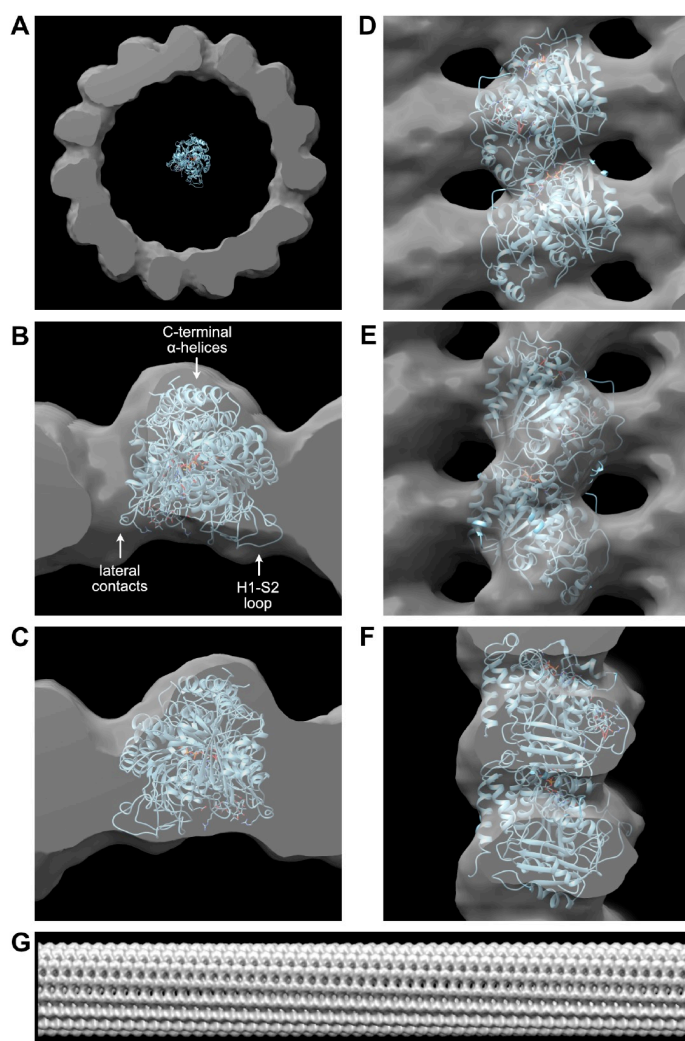 A
D
B
C-terminal
α-helices
lateral
contacts
H1-S2
loop
E
C
F
G